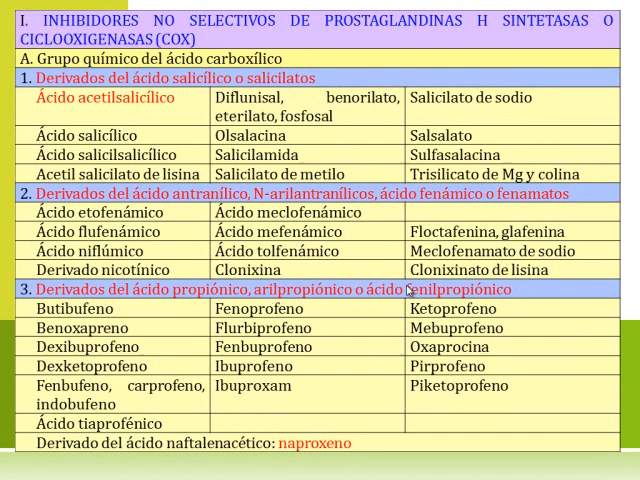 I. INHIBIDORES NO SELECTIVOS DE PROSTAGLANDINAS H SINTETASAS O
CICLOOXIGENASAS (COX)
A. Grupo químico del ácido carboxílico
1. Derivados del ácido salicílico o salicilatos
Ácido acetilsalicílico Diflunisal, benorilato, eterilato, fosfosal Salicilato de sodio
Ácido salicílico Olsalacina Salsalato
Ácido salicilsalicílico Salicilamida Sulfasalacina
Acetil salicilato de lisina Salicilato de metilo Trisilicato de Mg y colina
2. Derivados del ácido antranílico, N-arilantranílicos, ácido fenámico o fenamatos
Ácido etofenámico Ácido meclofenámico
Ácido flufenámico Ácido mefenámico Floctafenina, glafenina
Ácido niflúmico Ácido tolfenámico Meclofenamato de sodio
Derivado nicotínico Clonixina Clonixinato de lisina
3. Derivados del ácido propiónico, arilpropiónico o ácido fenilpropiónico
Butibufeno Fenoprofeno Ketoprofeno
Benoxapreno Flurbiprofeno Mebuprofeno
Dexibuprofeno Fenbuprofeno Oxaprocina
Dexketoprofeno Ibuprofeno Pirprofeno
Fenbufeno, carprofeno, indobufeno Ibuproxam Piketoprofeno
Ácido tiaprofénico
Derivado del ácido naftalenacético: naproxeno